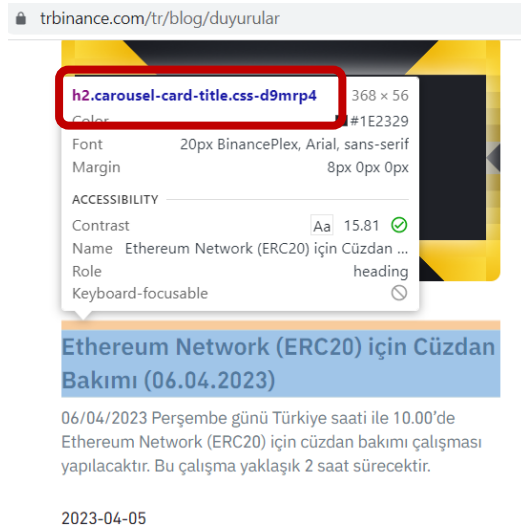 trbinance.com/tr/blog/duyurular
h2.carousel-card-title.css-d9mrp4 368 × 56
Color #1E2329
Font 20px BinancePlex, Arial, sans-serif
Margin 8px 0px 0px
ACCESSIBILITY
Contrast Aa 15.81
Name Ethereum Network (ERC20) için Cüzdan ...
Role heading
Keyboard-focusable
Ethereum Network (ERC20) için Cüzdan
Bakımı (06.04.2023)
06/04/2023 Perşembe günü Türkiye saati ile 10.00’de
Ethereum Network (ERC20) için cüzdan bakımı çalışması
yapılacaktır. Bu çalışma yaklaşık 2 saat sürecektir.
2023-04-05